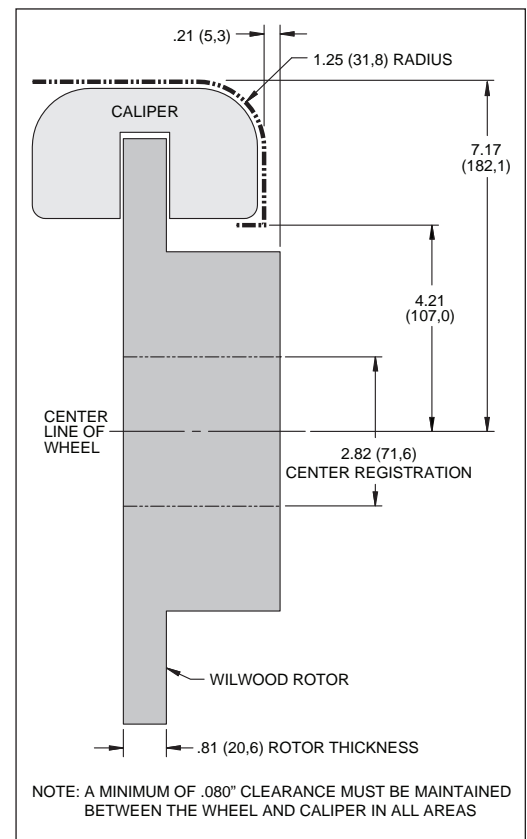 .21 (5,3)
1.25 (31,8) RADIUS
CALIPER
7.17
(182,1)
4.21
(107,0)
CENTER
LINE OF
WHEEL
2.82 (71,6)
CENTER REGISTRATION
WILWOOD ROTOR
.81 (20,6) ROTOR THICKNESS
NOTE: A MINIMUM OF .080" CLEARANCE MUST BE MAINTAINED
BETWEEN THE WHEEL AND CALIPER IN ALL AREAS